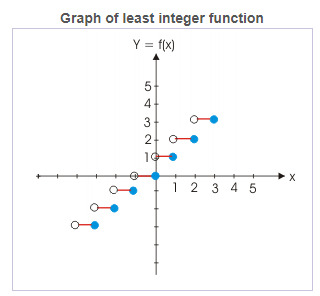 Graph of least integer function
Y = f(x)
5
4
3
2
1
X
1 2 3 4 5